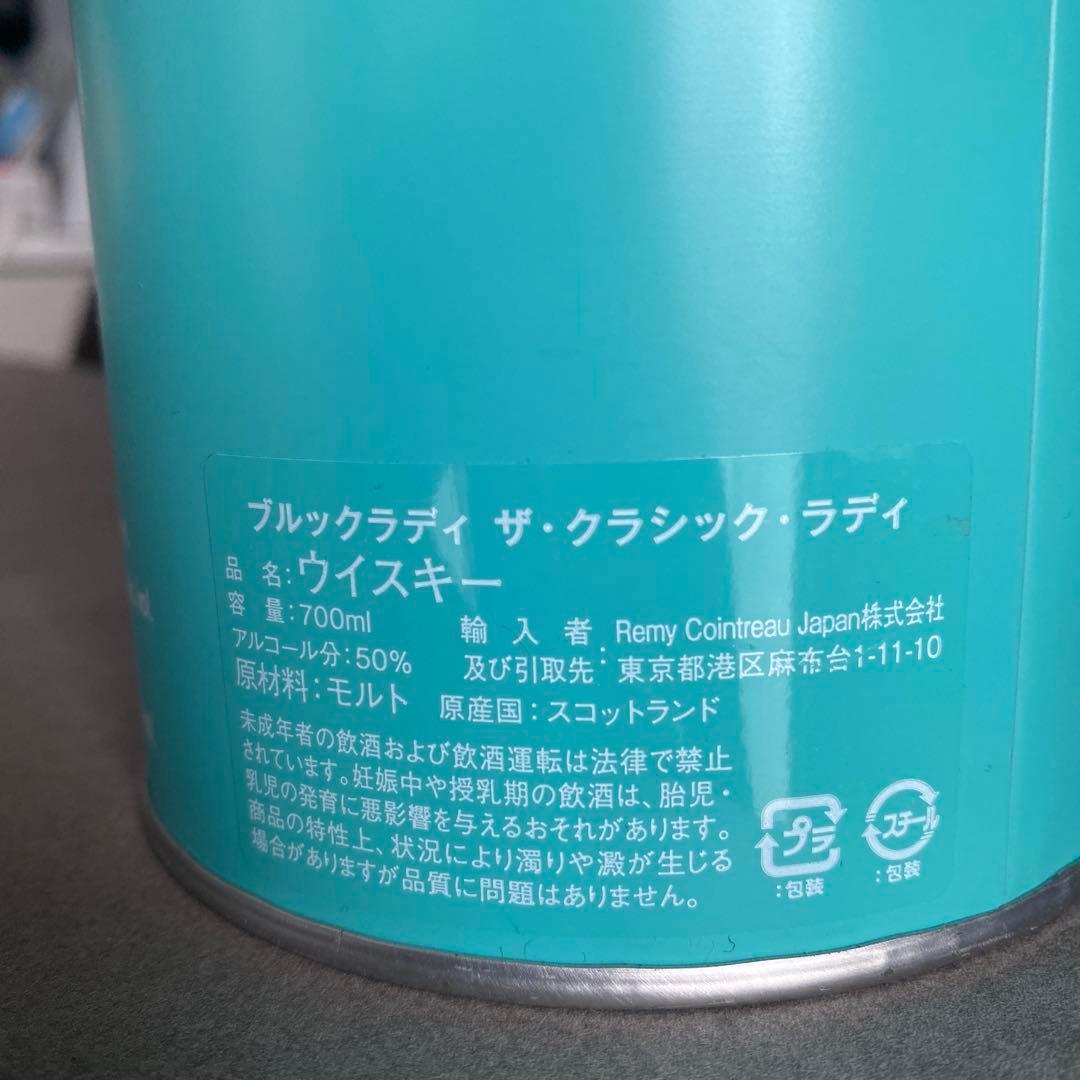 ブルックラディ ザ・クラシック・ラディ
品 名:ウイスキー
容 量:700ml
アルコール分:50%
原材料:モルト 原産国:スコットランド
輸 入 者 : Remy Cointreau Japan株式会社
及び引取先 東京都港区麻布台1-11-10
未成年者の飲酒および飲酒運転は法律で禁止
されています。妊娠中や授乳期の飲酒は、胎児・
乳児の発育に悪影響を与えるおそれがあります。
商品の特性上、状況により濁りや澱が生じる
場合がありますが品質に問題はありません。
プラ
:包装
スチール
:包装